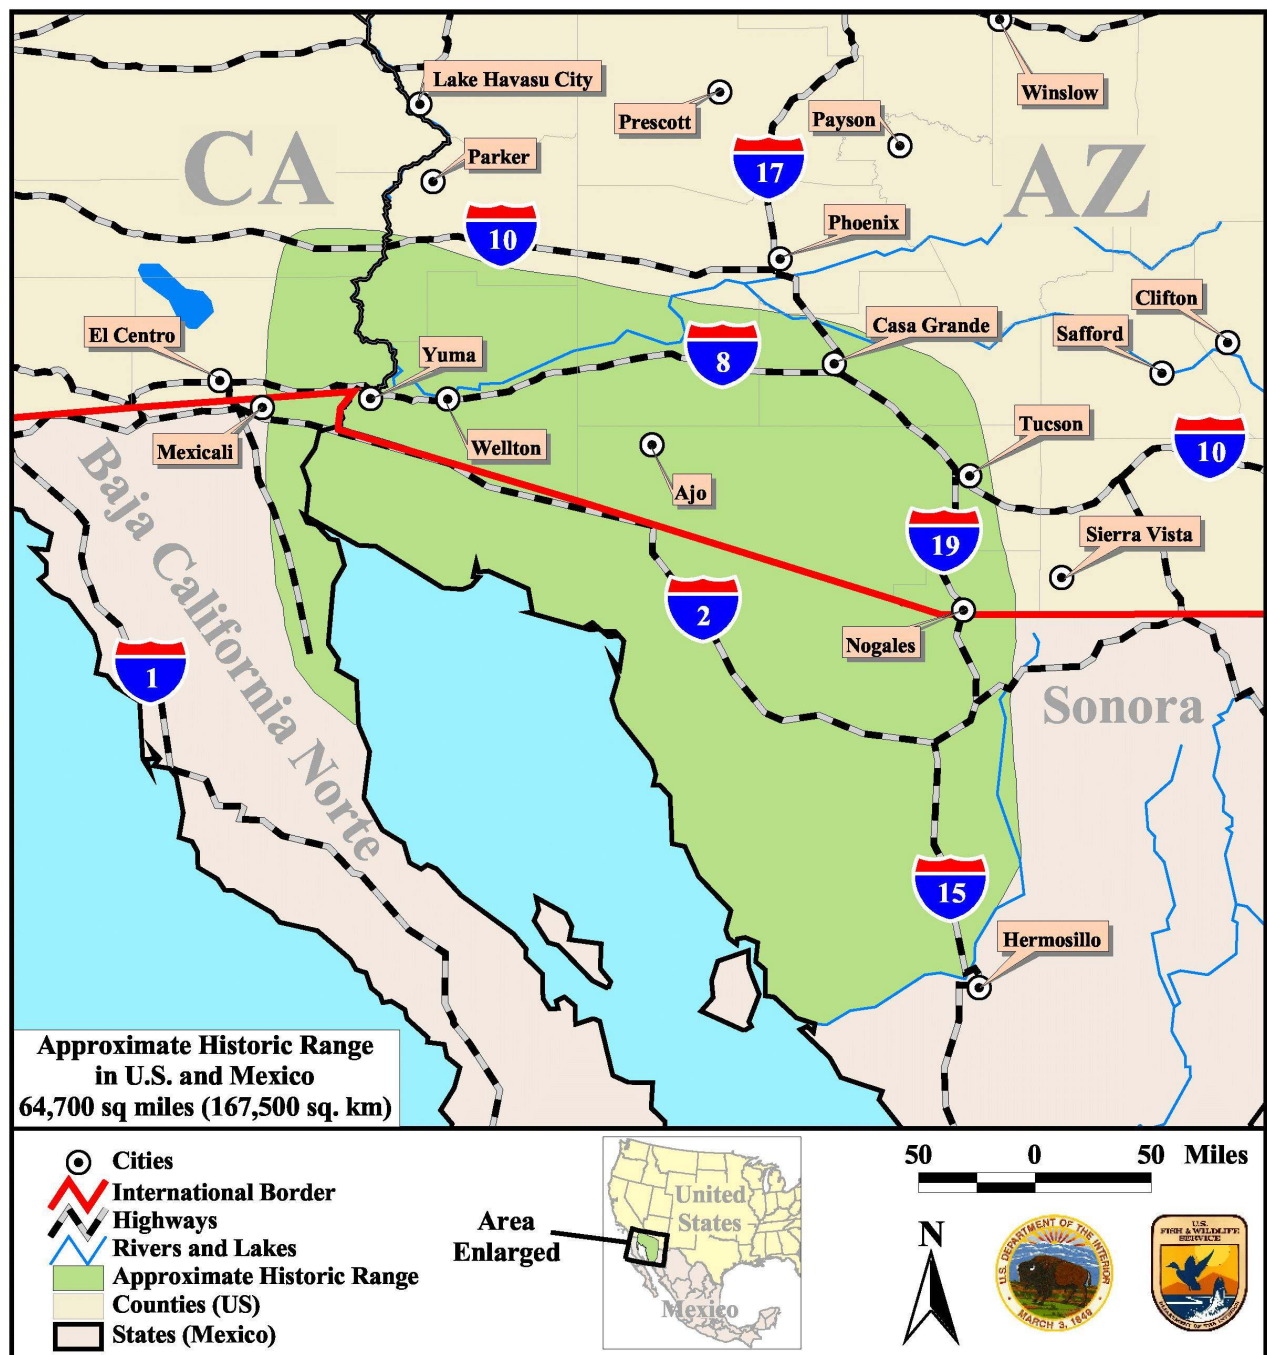 Lake Havasu City
Winslow
Prescott
Payson
CA
AZ
Parker
17
10
Phoenix
Clifton
El Centro
Yuma
8
Casa Grande
Safford
Mexicali
Wellton
Tucson
10
Ajo
Baja California Norte
19
Sierra Vista
2
Nogales
1
Sonora
15
Hermosillo
Approximate Historic Range
in U.S. and Mexico
64,700 sq miles (167,500 sq. km)
Cities
International Border
Highways
Rivers and Lakes
Approximate Historic Range
Counties (US)
States (Mexico)
Area
Enlarged
United
States
Mexico
50 0 50 Miles
N
U.S. DEPARTMENT OF THE INTERIOR
MARCH 3, 1849
U.S.
FISH & WILDLIFE
SERVICE
DEPARTMENT OF THE INTERIOR